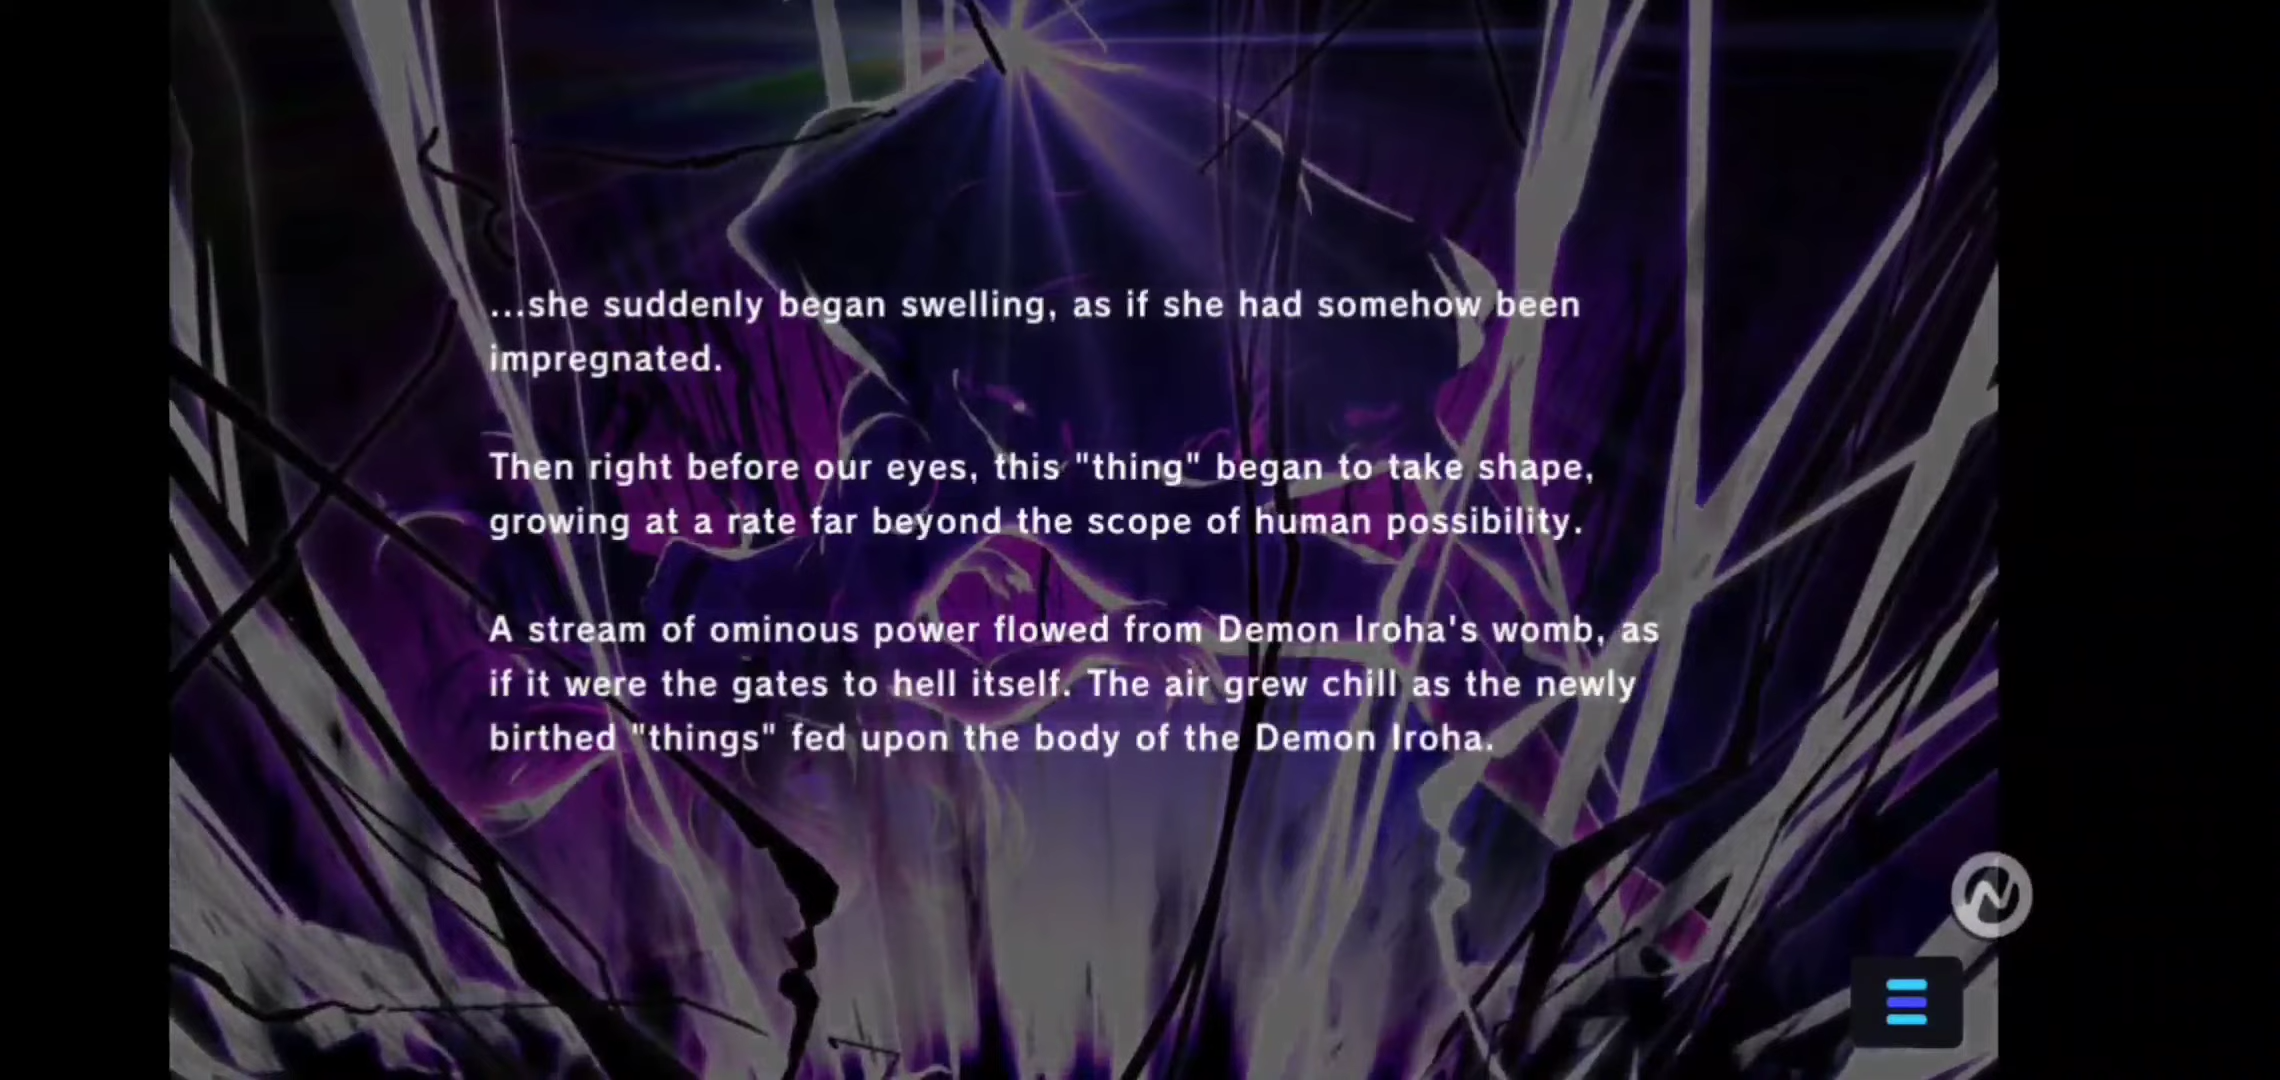 ...she suddenly began swelling, as if she had somehow been
impregnated.
Then right before our eyes, this "thing" began to take shape,
growing at a rate far beyond the scope of human possibility.
A stream of ominous power flowed from Demon Iroha's womb, as
if it were the gates to hell itself. The air grew chill as the newly
birthed "things" fed upon the body of the Demon Iroha.